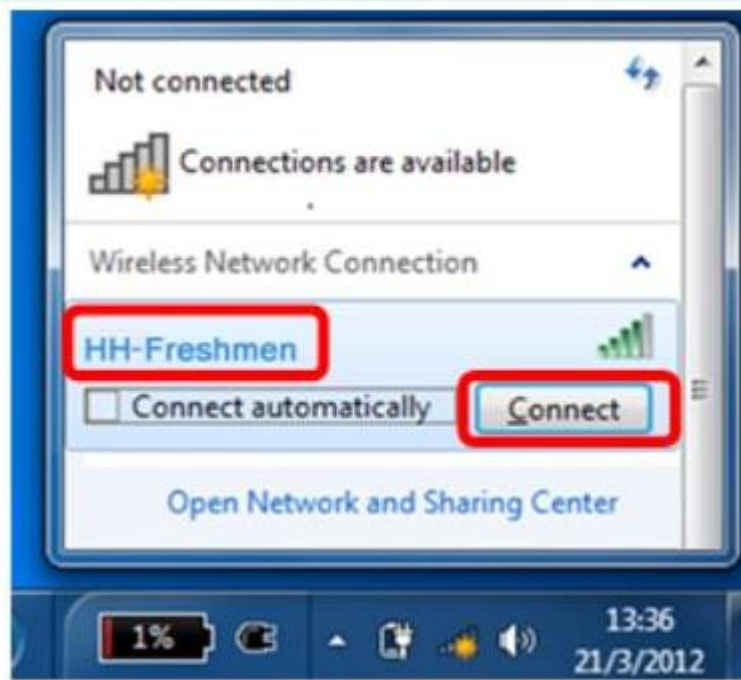 Not connected
Connections are available
Wireless Network Connection
HH-Freshmen
Connect automatically
Connect
Open Network and Sharing Center
1%
13:36
21/3/2012